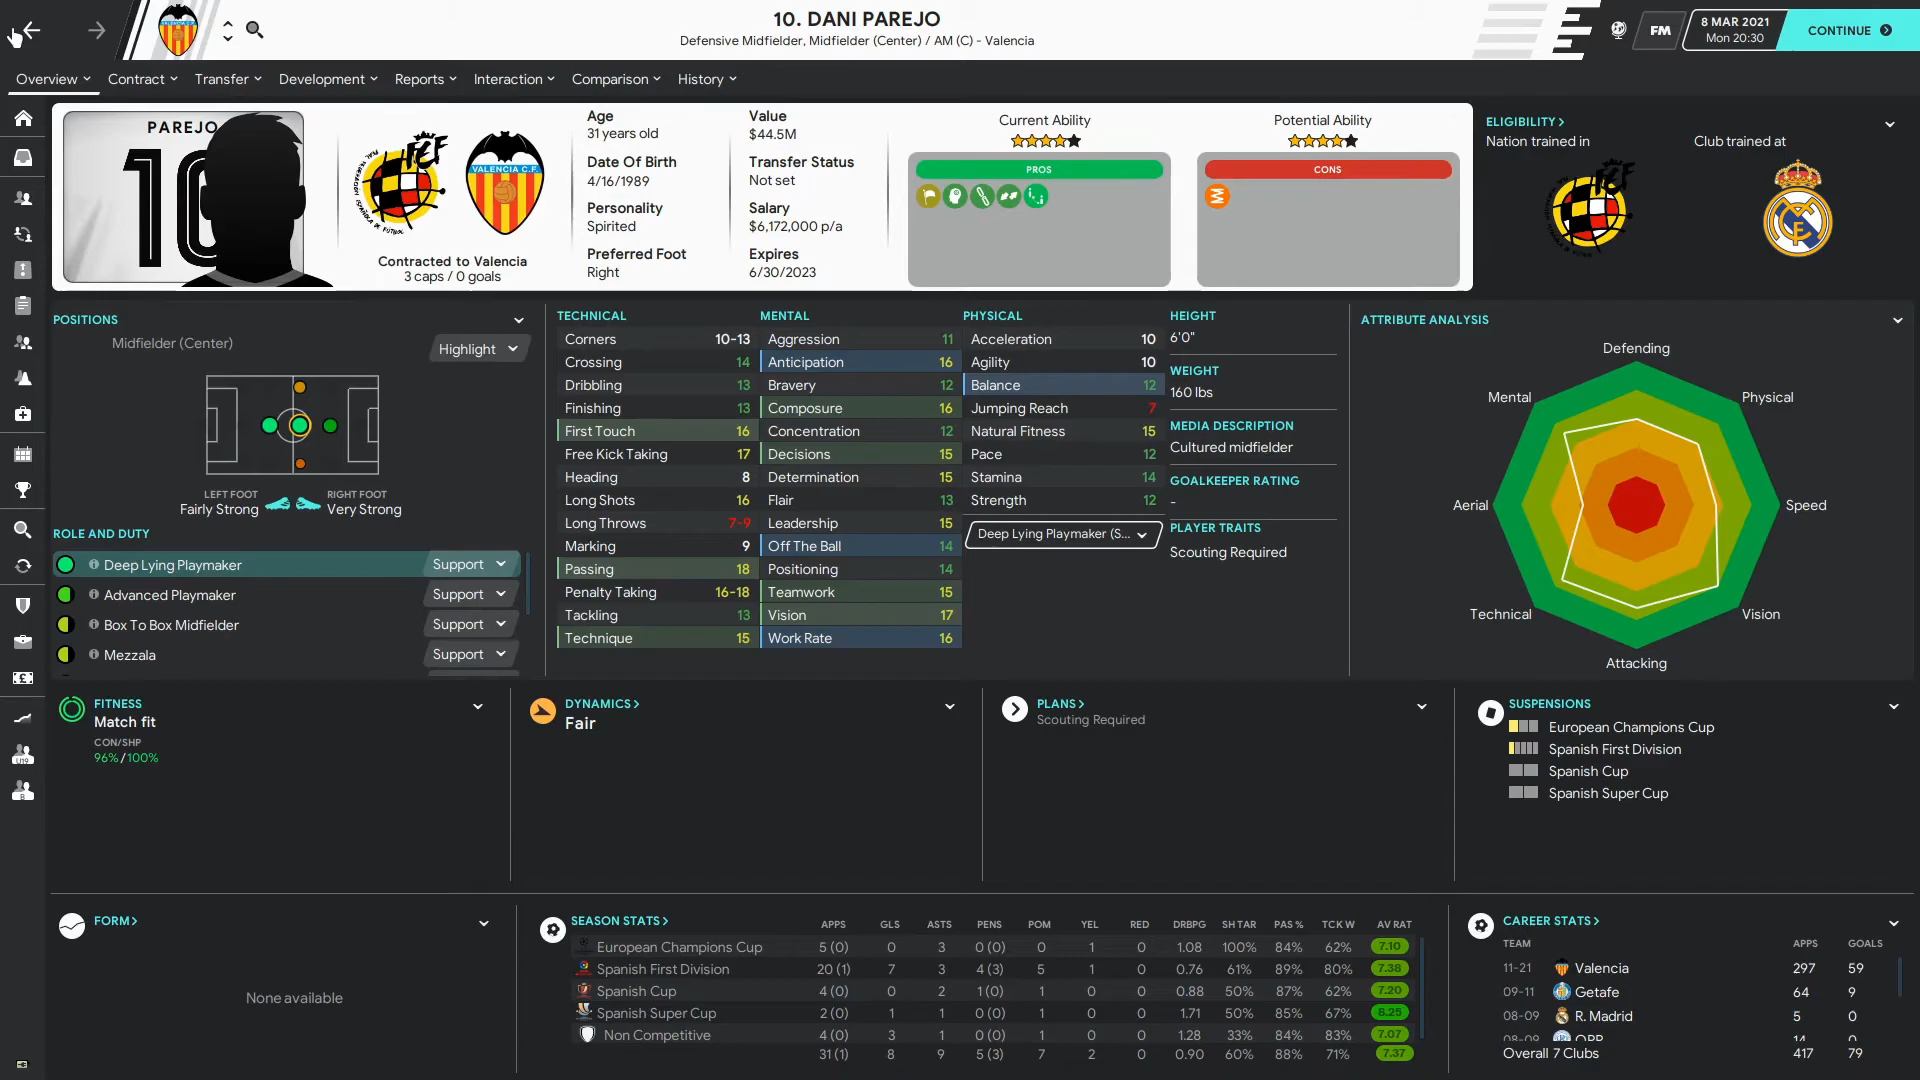 10. DANI PAREJO
Defensive Midfielder, Midfielder (Center) / AM (C) - Valencia
FM
8 MAR 2021
Mon 20:30
CONTINUE
Overview Contract Transfer Development Reports Interaction Comparison History
PAREJO
10
VALENCIA C.F.
Contracted to Valencia
3 caps / 0 goals
Age
31 years old
Date Of Birth
4/16/1989
Personality
Spirited
Preferred Foot
Right
Value
$44.5M
Transfer Status
Not set
Salary
$6,172,000 p/a
Expires
6/30/2023
Current Ability
PROS
Potential Ability
CONS
ELIGIBILITY >
Nation trained in
Club trained at
POSITIONS
Midfielder (Center)
Highlight
LEFT FOOT
Fairly Strong
RIGHT FOOT
Very Strong
ROLE AND DUTY
Deep Lying Playmaker Support
Advanced Playmaker Support
Box To Box Midfielder Support
Mezzala Support
TECHNICAL
Corners 10-13
Crossing 14
Dribbling 13
Finishing 13
First Touch 16
Free Kick Taking 17
Heading 8
Long Shots 16
Long Throws 7-9
Marking 9
Passing 18
Penalty Taking 16-18
Tackling 13
Technique 15
MENTAL
Aggression 11
Anticipation 16
Bravery 12
Composure 16
Concentration 12
Decisions 15
Determination 15
Flair 13
Leadership 15
Off The Ball 14
Positioning 14
Teamwork 15
Vision 17
Work Rate 16
PHYSICAL
Acceleration 10
Agility 10
Balance 12
Jumping Reach 7
Natural Fitness 15
Pace 12
Stamina 14
Strength 12
Deep Lying Playmaker (S...
HEIGHT
6'0"
WEIGHT
160 lbs
MEDIA DESCRIPTION
Cultured midfielder
GOALKEEPER RATING
-
PLAYER TRAITS
Scouting Required
ATTRIBUTE ANALYSIS
Defending
Mental
Physical
Aerial
Speed
Technical
Vision
Attacking
FITNESS
Match fit
CON/SHP
96% / 100%
DYNAMICS >
Fair
PLANS >
Scouting Required
SUSPENSIONS
European Champions Cup
Spanish First Division
Spanish Cup
Spanish Super Cup
FORM >
None available
SEASON STATS > APPS GLS ASTS PENS POM YEL RED DRBPG SH TAR PAS % TCK W AV RAT
European Champions Cup 5 (0) 0 3 0 (0) 0 1 0 1.08 100% 84% 62% 7.10
Spanish First Division 20 (1) 7 3 4 (3) 5 1 0 0.76 61% 89% 80% 7.38
Spanish Cup 4 (0) 0 2 1 (0) 1 0 0 0.88 50% 87% 62% 7.20
Spanish Super Cup 2 (0) 1 1 0 (0) 1 0 0 1.71 50% 85% 67% 8.25
Non Competitive 4 (0) 3 1 0 (0) 1 0 0 1.28 33% 84% 83% 7.07
31 (1) 8 9 5 (3) 7 2 0 0.90 60% 88% 71% 7.37
CAREER STATS >
TEAM APPS GOALS
11-21 Valencia 297 59
09-11 Getafe 64 9
08-09 R. Madrid 5 0
08-09 QPR 14 0
Overall 7 Clubs 417 79
U19
B